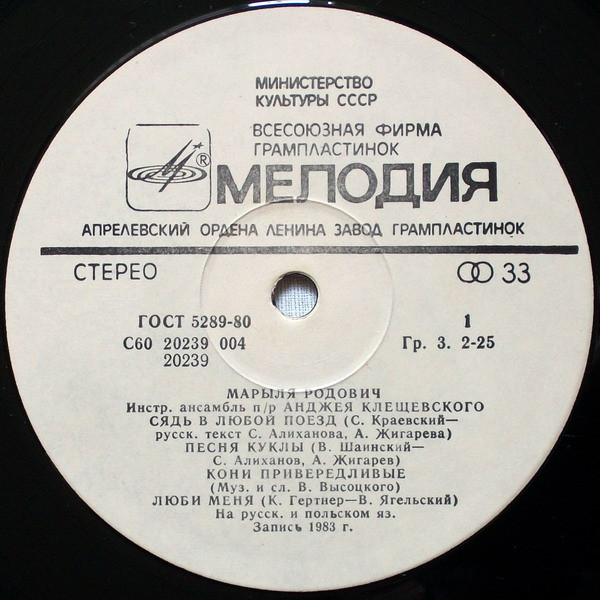 МИНИСТЕРСТВО
КУЛЬТУРЫ СССР
ВСЕСОЮЗНАЯ ФИРМА
ГРАМПЛАСТИНОК
® МЕЛОДИЯ
АПРЕЛЕВСКИЙ ОРДЕНА ЛЕНИНА ЗАВОД ГРАМПЛАСТИНОК
СТЕРЕО 33
ГОСТ 5289-80 1
С60 20239 004 Гр. 3. 2-25
20239
МАРЫЛЯ РОДОВИЧ
Инстр. ансамбль п/р АНДЖЕЯ КЛЕЩЕВСКОГО
СЯДЬ В ЛЮБОЙ ПОЕЗД (С. Краевский—
русск. текст С. Алиханова, А. Жигарева)
ПЕСНЯ КУКЛЫ (В. Шаинский—
С. Алиханов, А. Жигарев)
КОНИ ПРИВЕРЕДЛИВЫЕ
(Муз. и сл. В. Высоцкого)
ЛЮБИ МЕНЯ (К. Гертнер—В. Ягельский)
На русск. и польском яз.
Запись 1983 г.